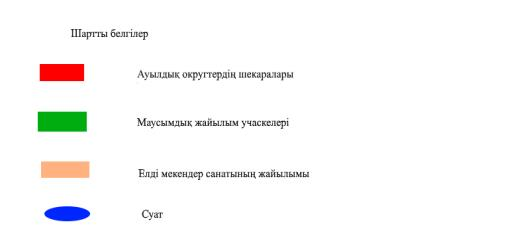 Шартты белгілер
Ауылдық округтердің шекаралары
Маусымдық жайылым учаскелері
Елді мекендер санатының жайылымы
Суат